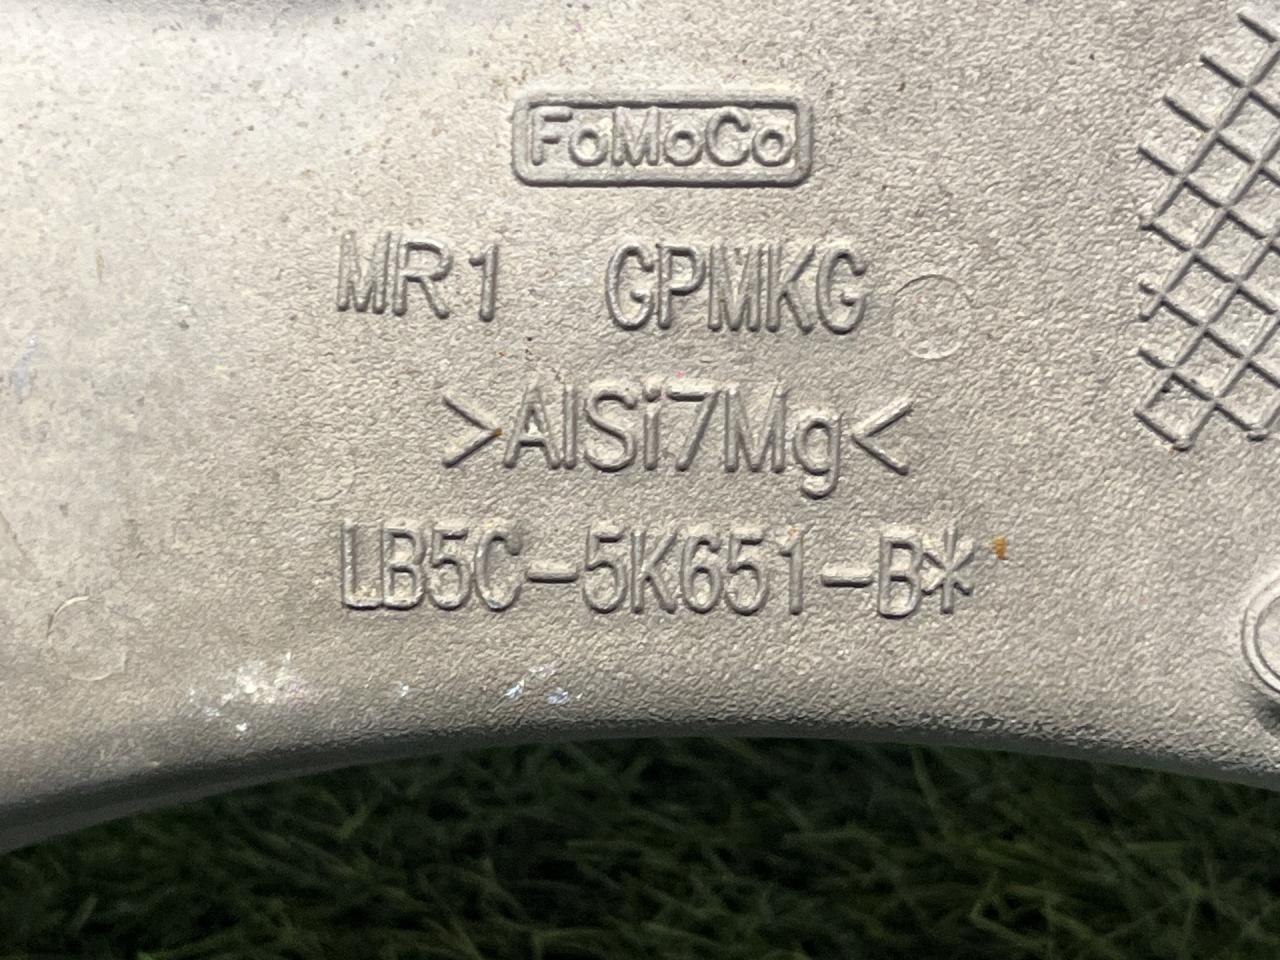 FoMoCo
MR1 GPMKG
>AlSi7Mg<
LB5C-5K651-B*